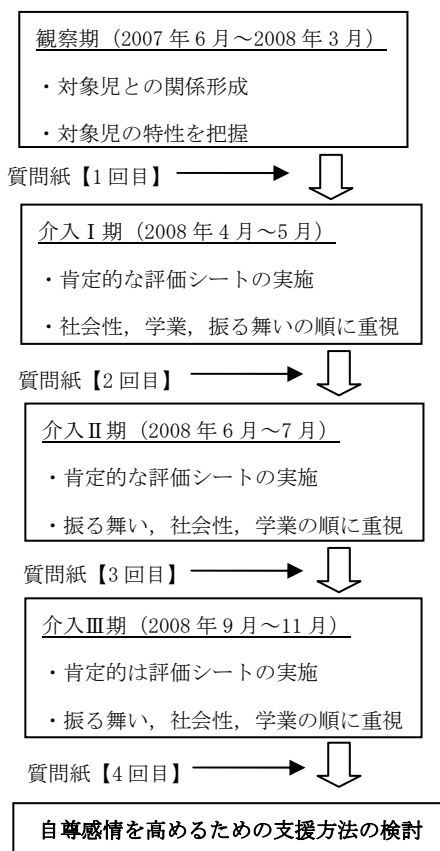 観察期（2007 年 6 月～2008 年 3 月）
・対象児との関係形成
・対象児の特性を把握
質問紙【1 回目】
介入Ⅰ期（2008 年 4 月～5 月）
・肯定的な評価シートの実施
・社会性，学業，振る舞いの順に重視
質問紙【2 回目】
介入Ⅱ期（2008 年 6 月～7 月）
・肯定的な評価シートの実施
・振る舞い，社会性，学業の順に重視
質問紙【3 回目】
介入Ⅲ期（2008 年 9 月～11 月）
・肯定的は評価シートの実施
・振る舞い，社会性，学業の順に重視
質問紙【4 回目】
自尊感情を高めるための支援方法の検討